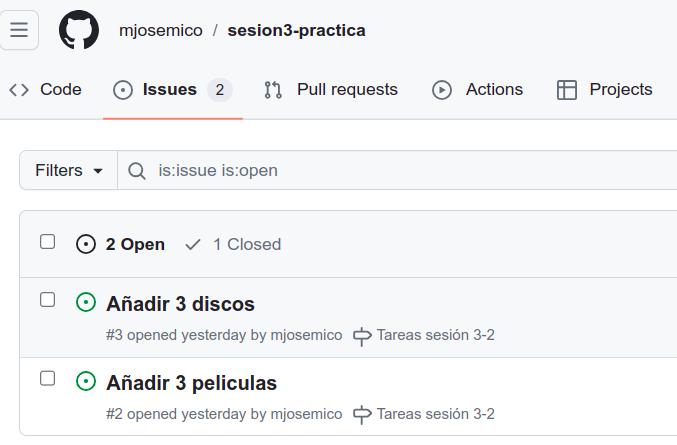 mjosemico / sesion3-practica
Code Issues 2 Pull requests Actions Projects
Filters is:issue is:open
2 Open 1 Closed
Añadir 3 discos
#3 opened yesterday by mjosemico Tareas sesión 3-2
Añadir 3 peliculas
#2 opened yesterday by mjosemico Tareas sesión 3-2